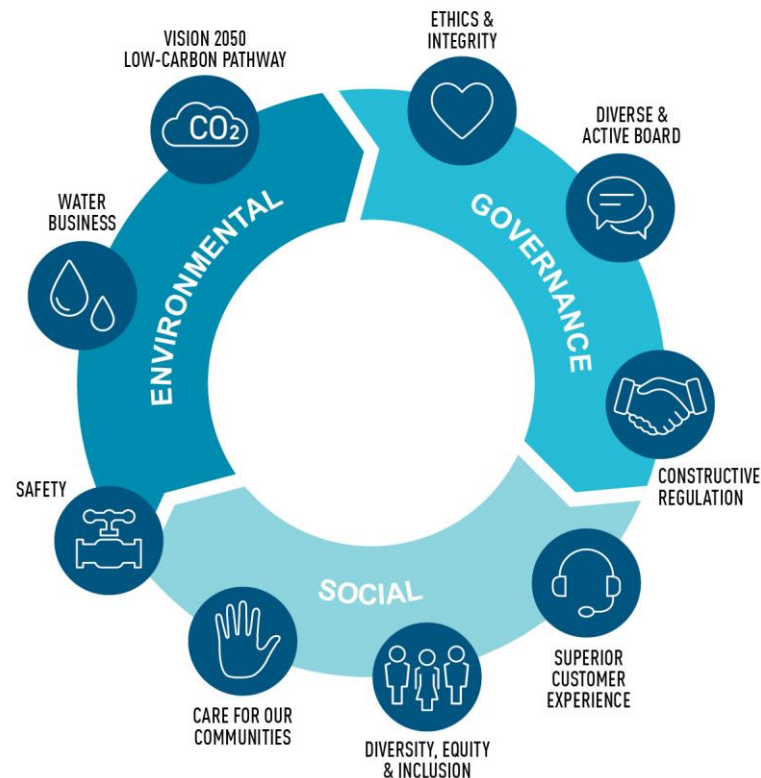 VISION 2050
LOW-CARBON PATHWAY
CO2
WATER
BUSINESS
ENVIRONMENTAL
ETHICS &
INTEGRITY
DIVERSE &
ACTIVE BOARD
GOVERNANCE
CONSTRUCTIVE
REGULATION
SAFETY
SOCIAL
CARE FOR OUR
COMMUNITIES
DIVERSITY, EQUITY
& INCLUSION
SUPERIOR
CUSTOMER
EXPERIENCE